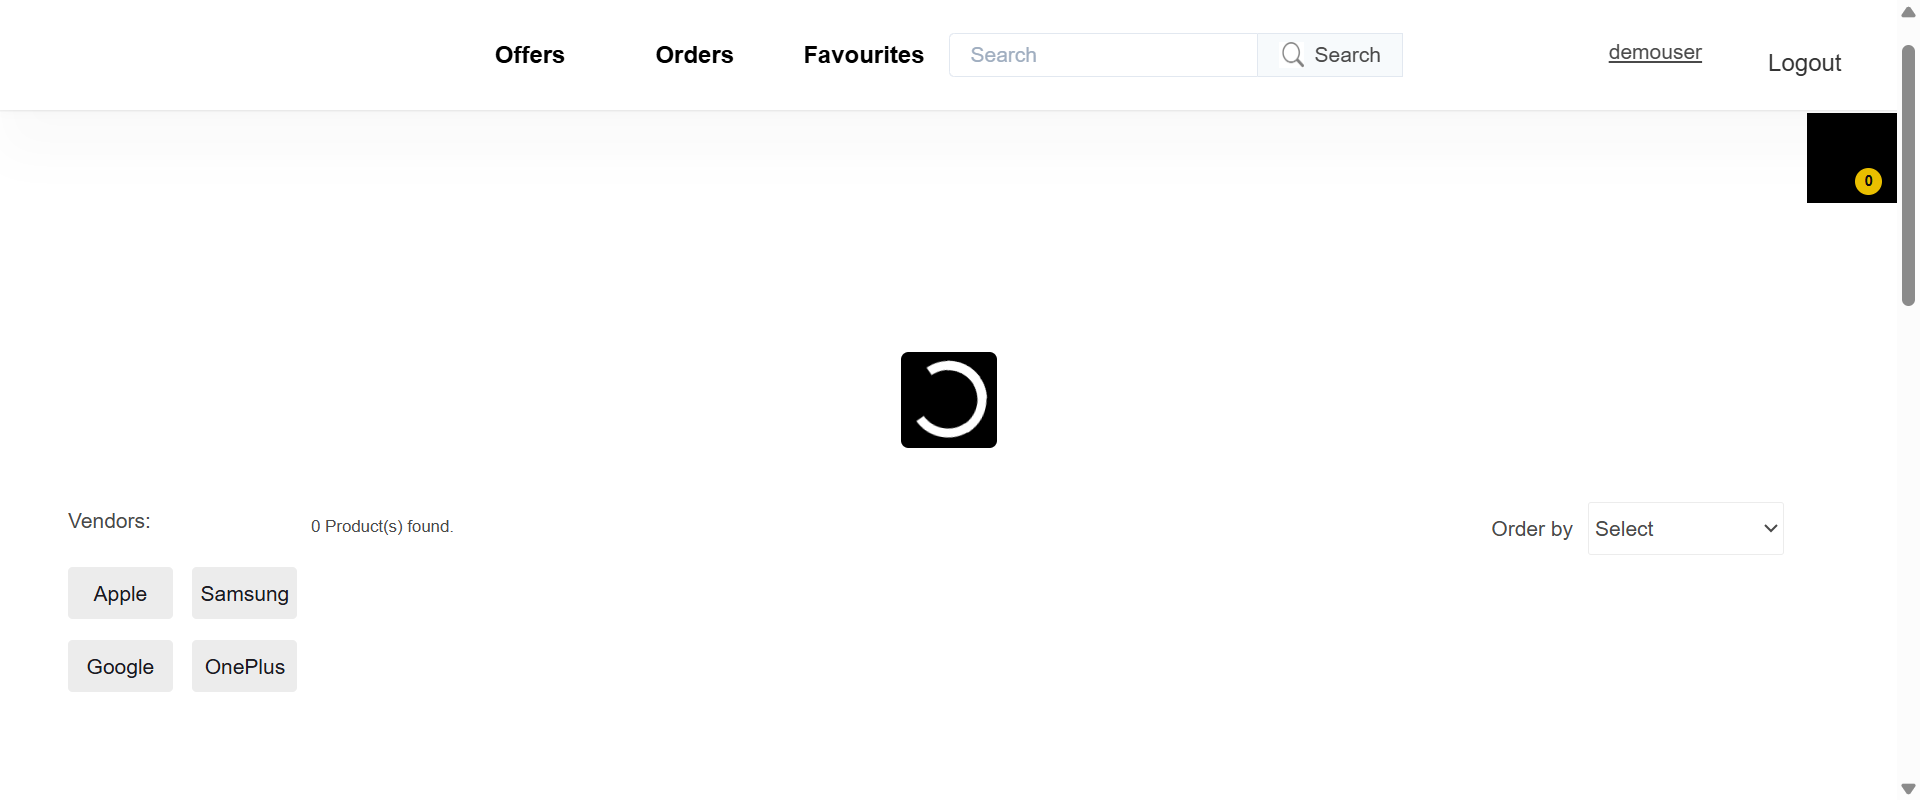 Offers Orders Favourites Search Search demouser Logout
0
Vendors: 0 Product(s) found. Order by Select
Apple Samsung
Google OnePlus